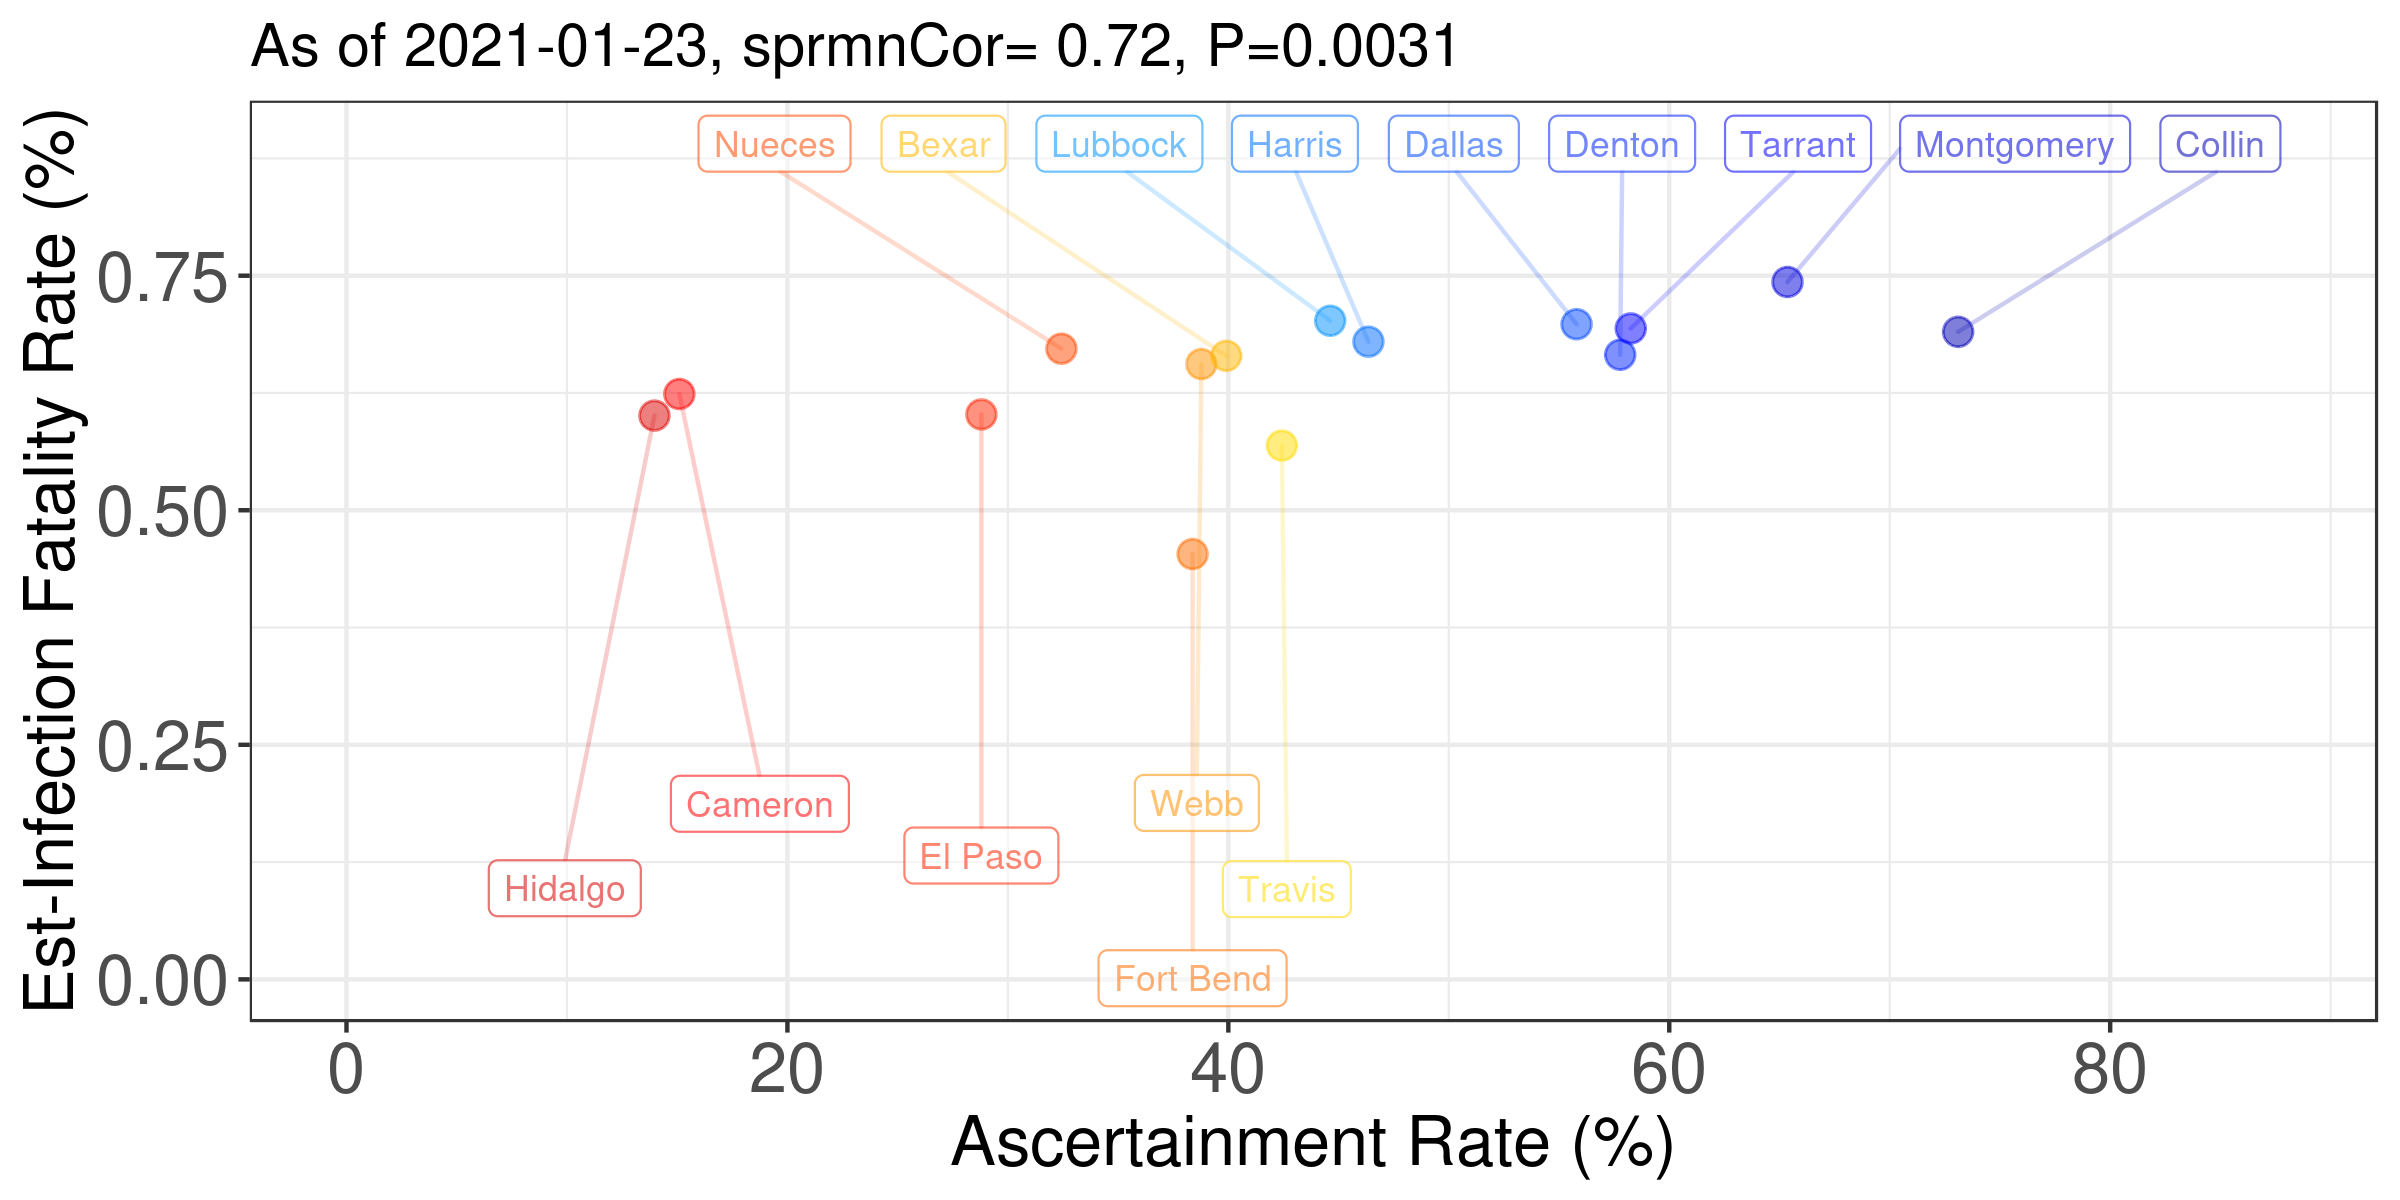 As of 2021-01-23, sprmnCor= 0.72, P=0.0031
Est-Infection Fatality Rate (%)
0.75
0.50
0.25
0.00
Nueces
Bexar
Lubbock
Harris
Dallas
Denton
Tarrant
Montgomery
Collin
Cameron
Webb
El Paso
Hidalgo
Travis
Fort Bend
0
20
40
60
80
Ascertainment Rate (%)